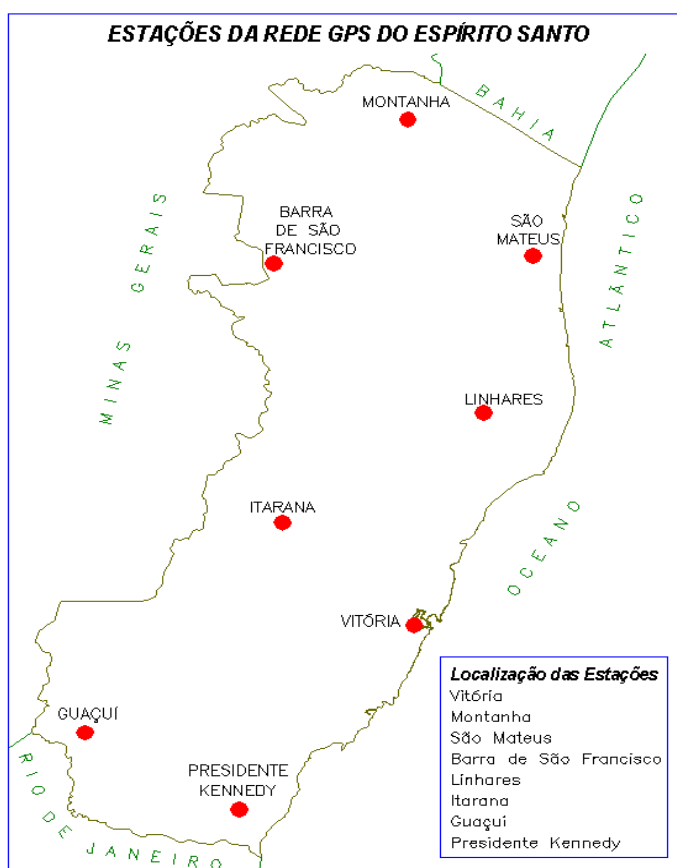 ESTAÇÕES DA REDE GPS DO ESPÍRITO SANTO
MONTANHA
BAHIA
BARRA
DE SÃO
FRANCISCO
SÃO
MATEUS
MINAS GERAIS
ATLÂNTICO
LINHARES
ITARANA
OCEANO
VITÓRIA
GUAÇUÍ
PRESIDENTE
KENNEDY
RIO DE JANEIRO
Localização das Estações
Vitória
Montanha
São Mateus
Barra de São Francisco
Linhares
Itarana
Guaçuí
Presidente Kennedy